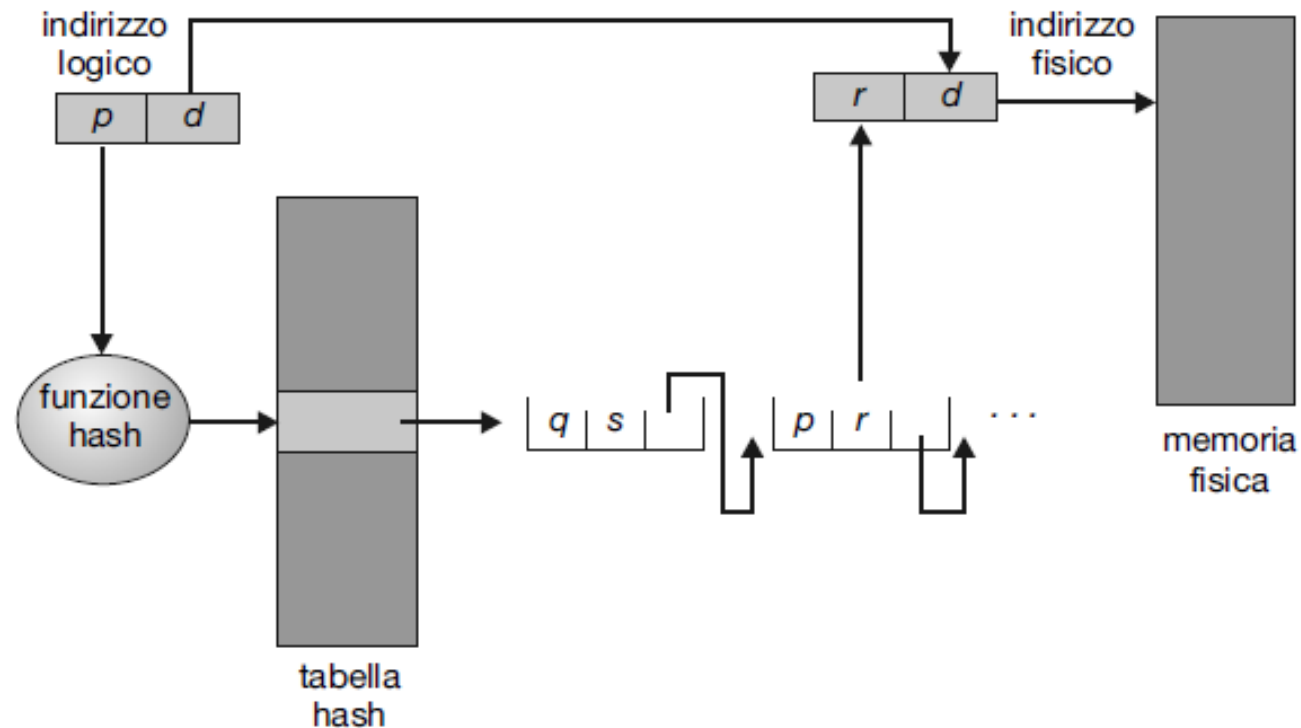 indirizzo
logico
p d
indirizzo
fisico
r d
funzione
hash
q s
p r
...
memoria
fisica
tabella
hash